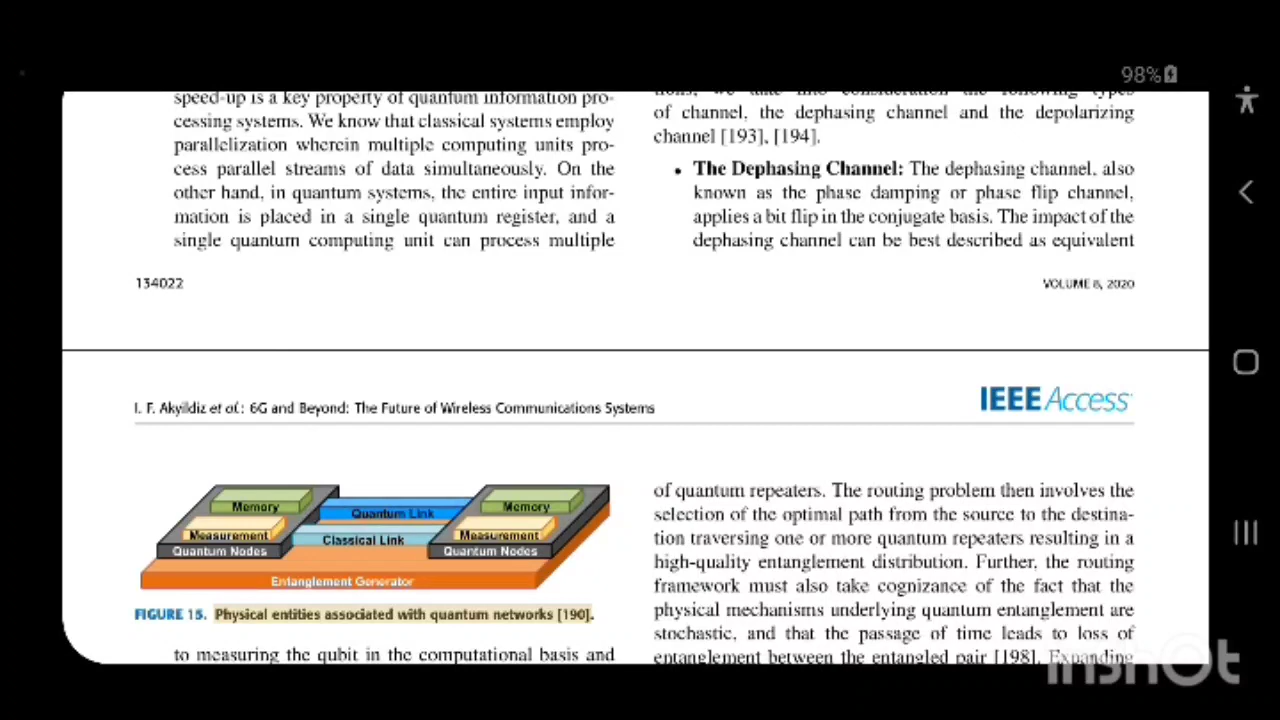 98%
speed-up is a key property of quantum information pro-
cessing systems. We know that classical systems employ
parallelization wherein multiple computing units pro-
cess parallel streams of data simultaneously. On the
other hand, in quantum systems, the entire input infor-
mation is placed in a single quantum register, and a
single quantum computing unit can process multiple
tions, we take into consideration the following types
of channel, the dephasing channel and the depolarizing
channel [193], [194].
• The Dephasing Channel: The dephasing channel, also
known as the phase damping or phase flip channel,
applies a bit flip in the conjugate basis. The impact of the
dephasing channel can be best described as equivalent
134022
VOLUME 8, 2020
I. F. Akyildiz et al.: 6G and Beyond: The Future of Wireless Communications Systems
IEEE Access
Memory
Quantum Link
Memory
Measurement
Classical Link
Measurement
Quantum Nodes
Quantum Nodes
Entanglement Generator
FIGURE 15. Physical entities associated with quantum networks [190].
to measuring the qubit in the computational basis and
of quantum repeaters. The routing problem then involves the
selection of the optimal path from the source to the destina-
tion traversing one or more quantum repeaters resulting in a
high-quality entanglement distribution. Further, the routing
framework must also take cognizance of the fact that the
physical mechanisms underlying quantum entanglement are
stochastic, and that the passage of time leads to loss of
entanglement between the entangled pair [198]. Expanding
InShOt